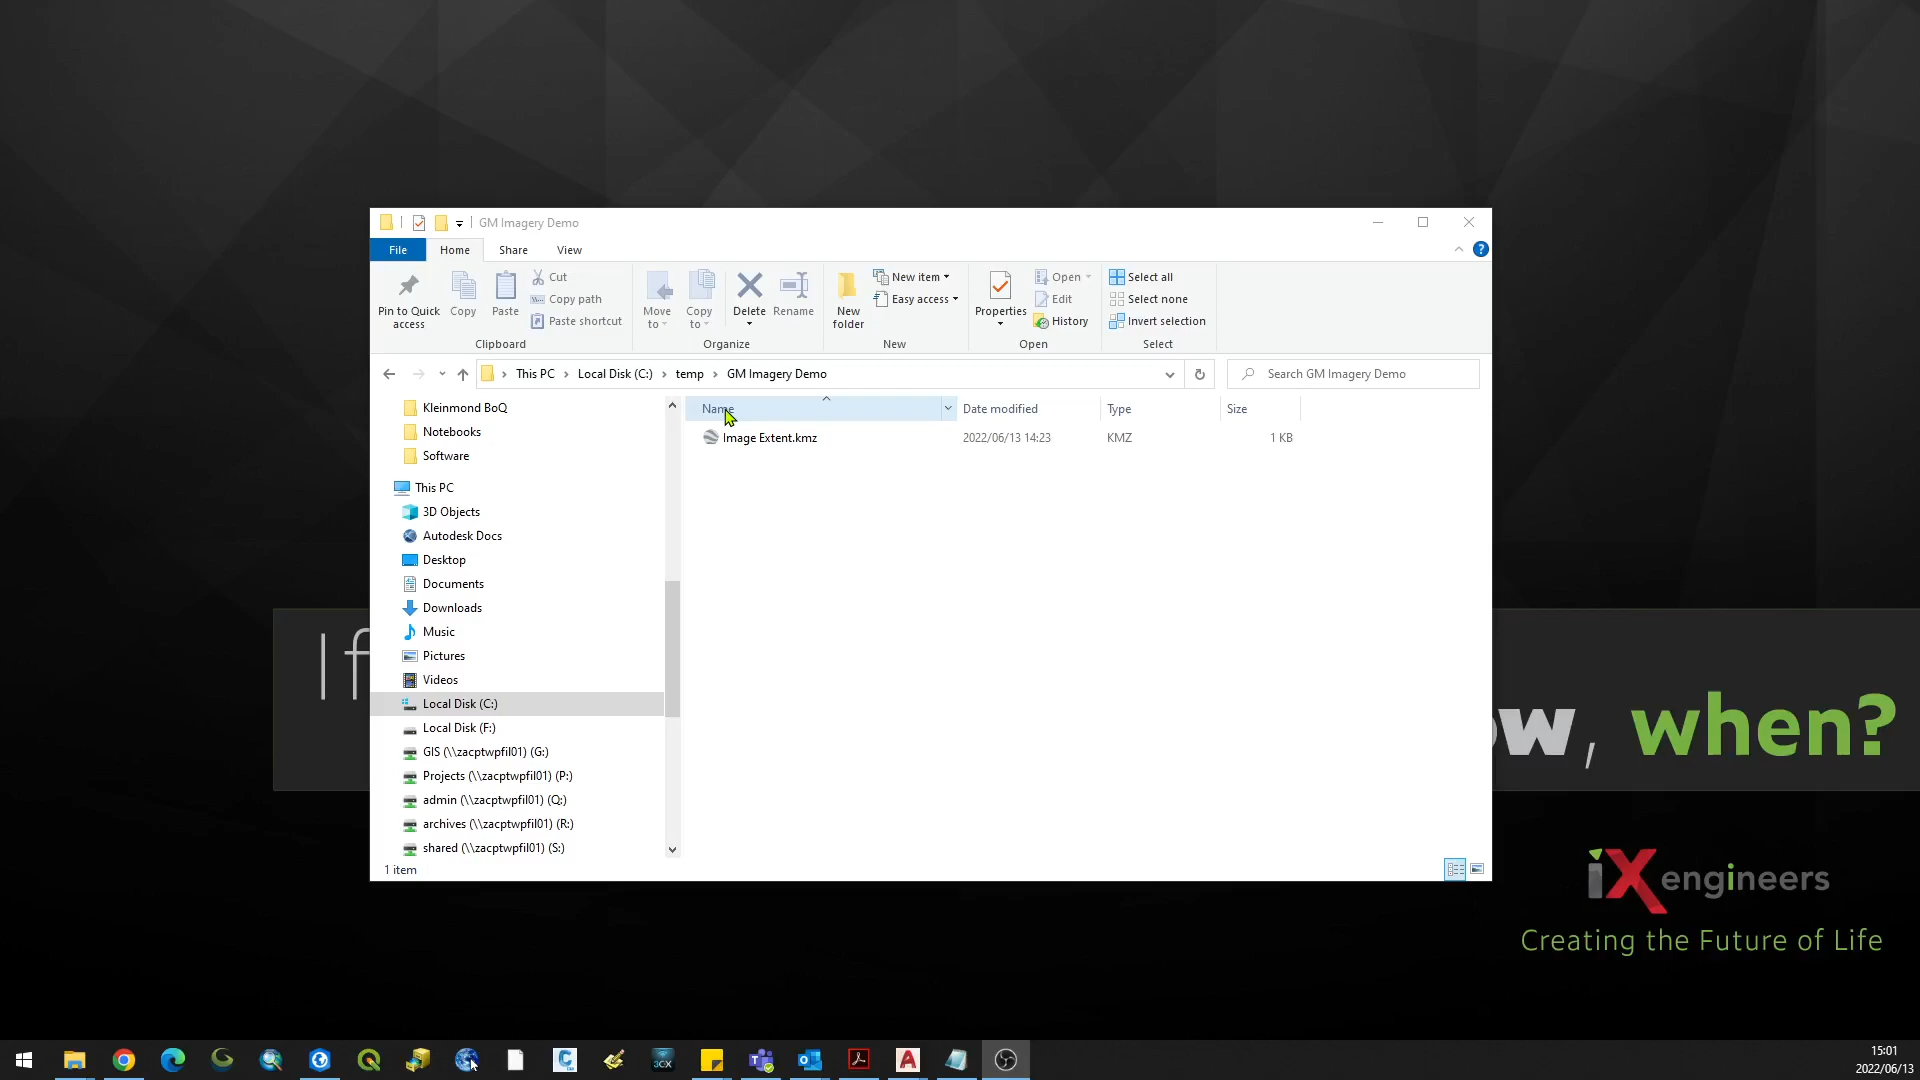 GM Imagery Demo
File Home Share View
Pin to Quick access
Copy
Paste
Cut
Copy path
Paste shortcut
Clipboard
Move to
Copy to
Delete
Rename
Organize
New folder
New item
Easy access
New
Properties
Open
Edit
History
Open
Select all
Select none
Invert selection
Select
This PC > Local Disk (C:) > temp > GM Imagery Demo
Search GM Imagery Demo
Name Date modified Type Size
Image Extent.kmz 2022/06/13 14:23 KMZ 1 KB
Kleinmond BoQ
Notebooks
Software
This PC
3D Objects
Autodesk Docs
Desktop
Documents
Downloads
Music
Pictures
Videos
Local Disk (C:)
Local Disk (F:)
GIS (\\zacptwpfil01) (G:)
Projects (\\zacptwpfil01) (P:)
admin (\\zacptwpfil01) (Q:)
archives (\\zacptwpfil01) (R:)
shared (\\zacptwpfil01) (S:)
1 item
If
ow, when?
iX engineers
Creating the Future of Life
3CX
15:01
2022/06/13